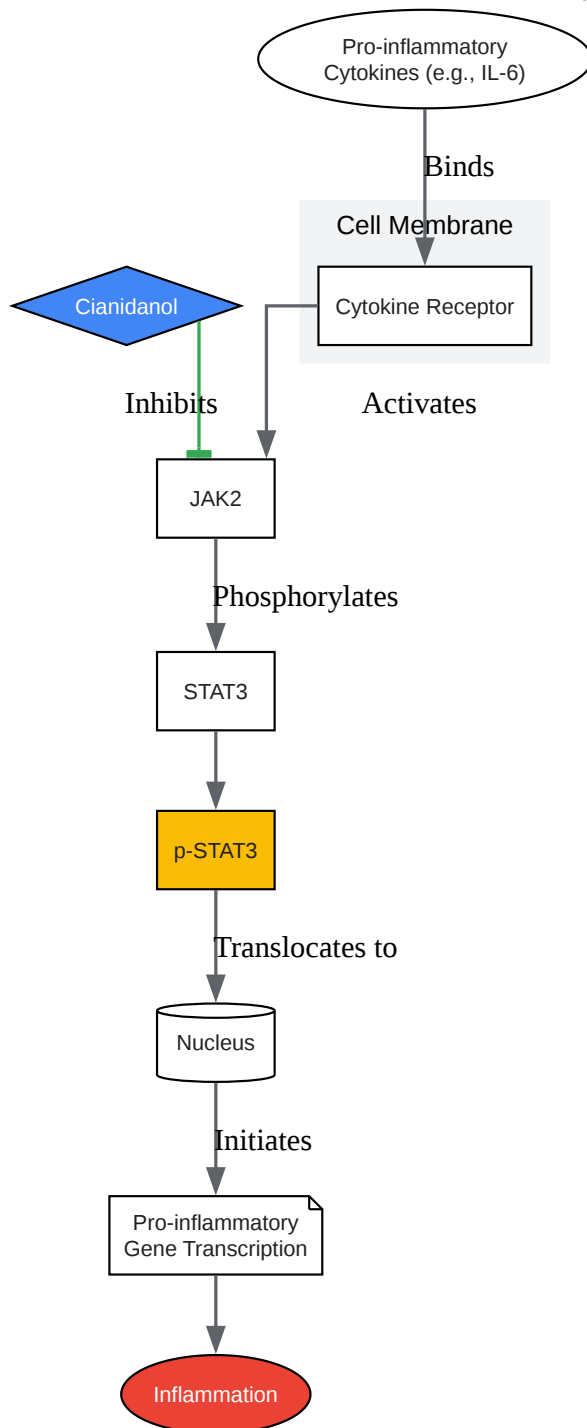 Pro-inflammatory
Cytokines (e.g., IL-6)
Binds
Cell Membrane
Cianidanol
Cytokine Receptor
Inhibits
Activates
JAK2
Phosphorylates
STAT3
p-STAT3
Translocates to
Nucleus
Initiates
Pro-inflammatory
Gene Transcription
Inflammation